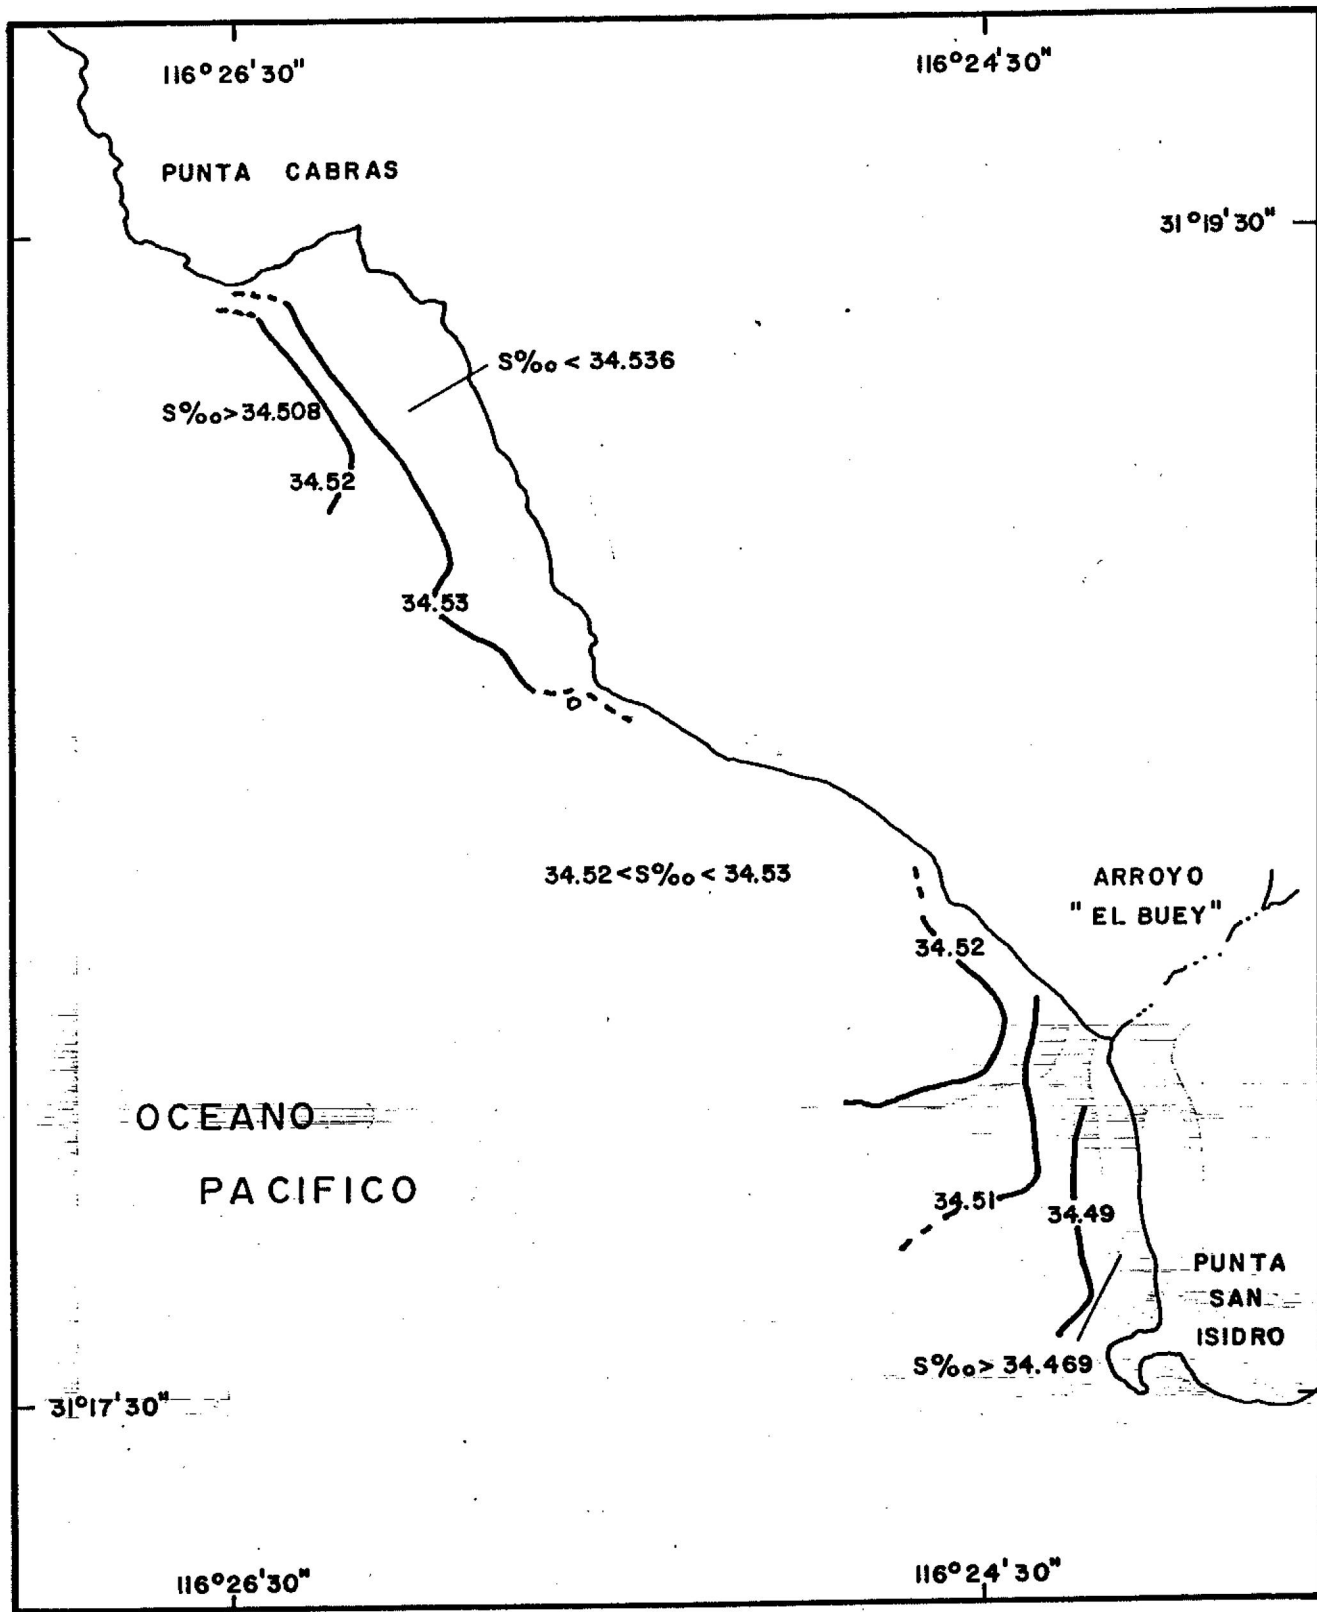 116°26'30"
116°24'30"
PUNTA CABRAS
31°19'30"
S‰ < 34.536
S‰ > 34.508
34.52
34.53
34.52 < S‰ < 34.53
ARROYO
"EL BUEY"
34.52
OCEANO
PACIFICO
34.51
34.49
PUNTA
SAN
ISIDRO
S‰ > 34.469
31°17'30"
116°26'30"
116°24'30"